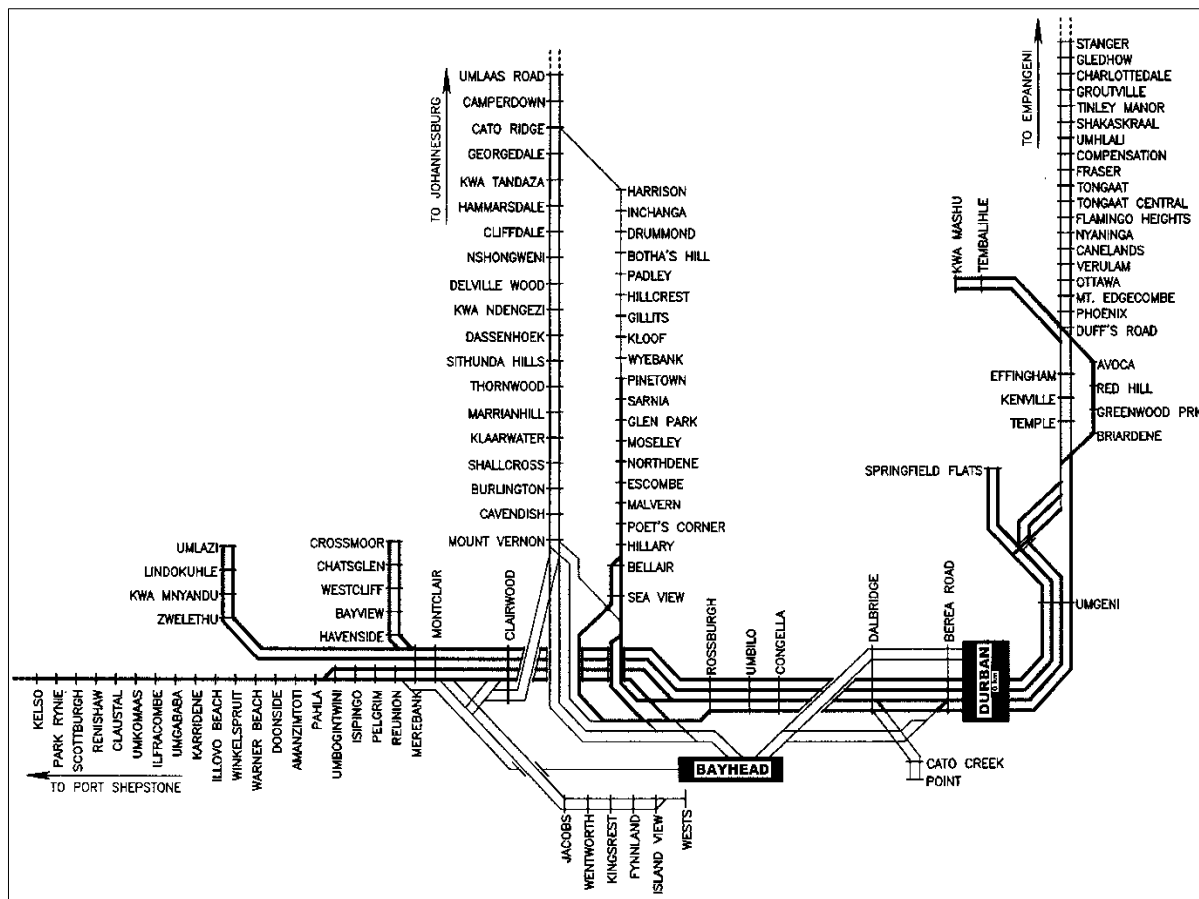 TO JOHANNESBURG
UMLAAS ROAD
CAMPERDOWN
CATO RIDGE
GEORGEDALE
KWA TANDAZA
HAMMARSDALE
CLIFFDALE
NSHONGWENI
DELVILLE WOOD
KWA NDENGEZI
DASSENHOEK
SITHUNDA HILLS
THORNWOOD
MARRIANHILL
KLAARWATER
SHALLCROSS
BURLINGTON
CAVENDISH
MOUNT VERNON
HARRISON
INCHANGA
DRUMMOND
BOTHA'S HILL
PADLEY
HILLCREST
GILLITS
KLOOF
WYEBANK
PINETOWN
SARNIA
GLEN PARK
MOSELEY
NORTHDENE
ESCOMBE
MALVERN
POET'S CORNER
HILLARY
BELLAIR
SEA VIEW
TO EMPANGENI
STANGER
GLEDHOW
CHARLOTTEDALE
GROUTVILLE
TINLEY MANOR
SHAKASKRAAL
UMHLALI
COMPENSATION
FRASER
TONGAAT
TONGAAT CENTRAL
FLAMINGO HEIGHTS
NYANINGA
CANELANDS
VERULAM
OTTAWA
MT. EDGECOMBE
PHOENIX
DUFF'S ROAD
KWA MASHU
TEMBALIHLE
EFFINGHAM
KENVILLE
TEMPLE
AVOCA
RED HILL
GREENWOOD PRK
BRIARDENE
SPRINGFIELD FLATS
UMGENI
UMLAZI
LINDOKUHLE
KWA MNYANDU
ZWELETHU
CROSSMOOR
CHATSGLEN
WESTCLIFF
BAYVIEW
HAVENSIDE
MONTCLAIR
CLAIRWOOD
ROSSBURGH
UMBILO
CONGELLA
DALBRIDGE
BEREA ROAD
DURBAN
0 km
KELSO
PARK RYNIE
SCOTTBURGH
RENISHAW
CLAUSTAL
UMKOMAAS
ILFRACOMBE
UMGABABA
KARRIDENE
ILLOVO BEACH
WINKELSPRUIT
WARNER BEACH
DOONSIDE
AMANZIMTOTI
PAHLA
UMBOGINTWINI
ISIPINGO
PELGRIM
REUNION
MEREBANK
TO PORT SHEPSTONE
BAYHEAD
CATO CREEK
POINT
JACOBS
WENTWORTH
KINGSREST
FYNNLAND
ISLAND VIEW
WESTS